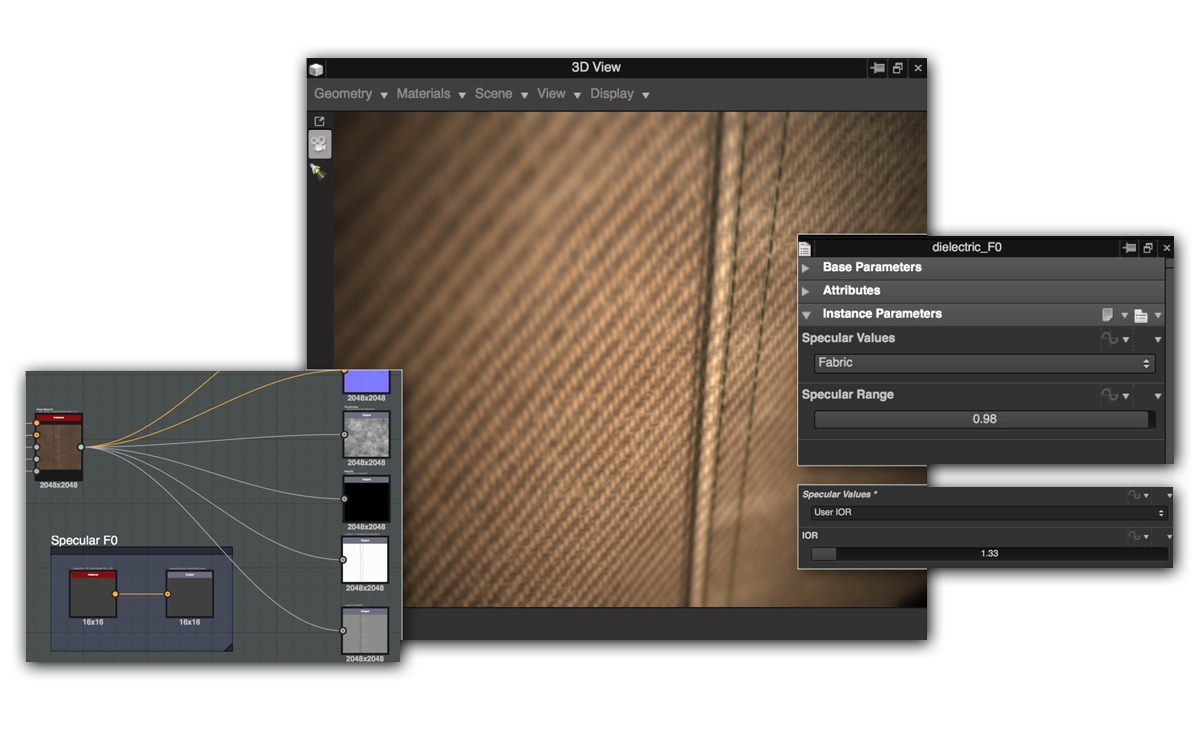 3D View
Geometry
Materials
Scene
View
Display
dielectric_F0
Base Parameters
Attributes
Instance Parameters
Specular Values
Fabric
Specular Range
0.98
Specular Values *
User IOR
IOR
1.33
2048x2048
2048x2048
2048x2048
2048x2048
2048x2048
2048x2048
Specular F0
16x16
16x16